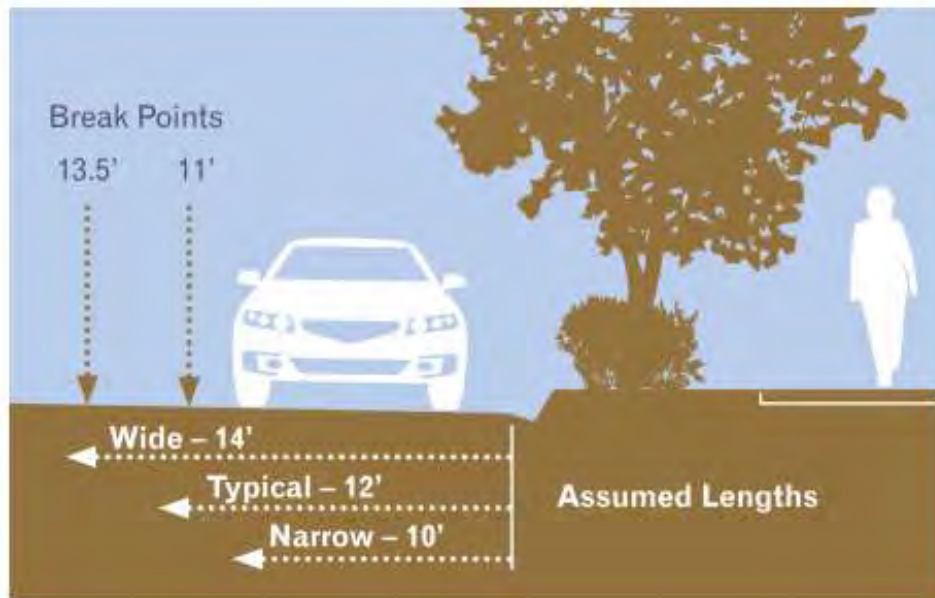 Break Points
13.5’ 11’
Wide – 14’
Typical – 12’
Narrow – 10’
Assumed Lengths